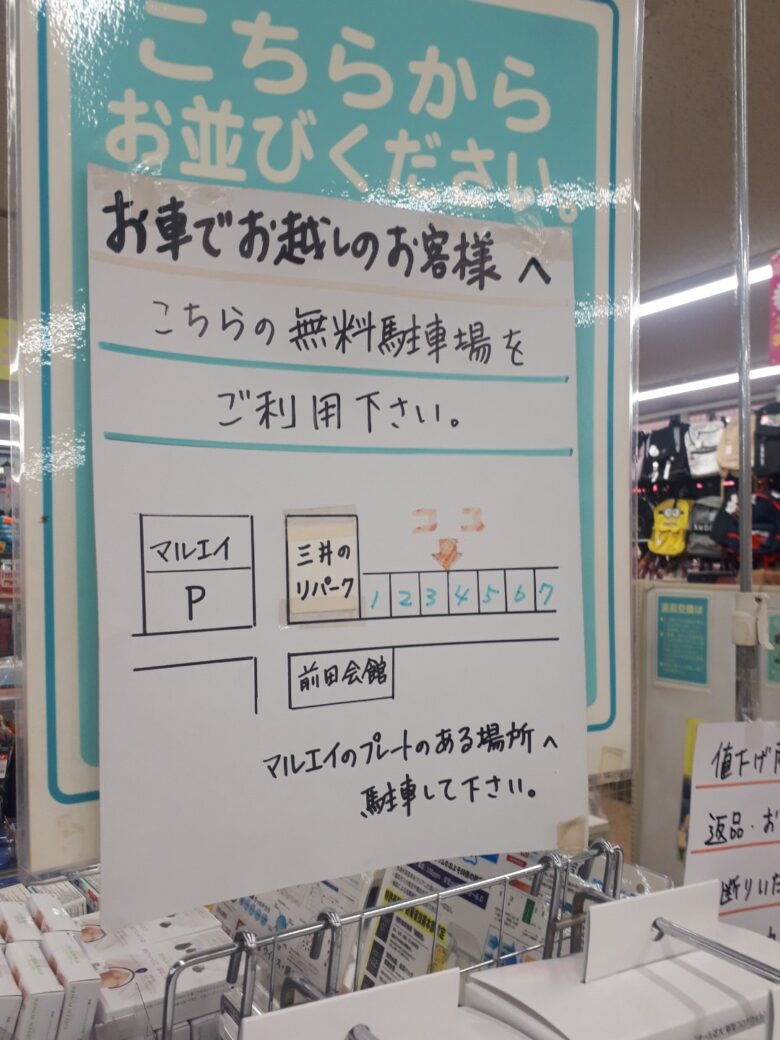 こちらから
お並びください。
お車でお越しのお客様へ
こちらの無料駐車場を
ご利用下さい。
マルエイ
P
三井の
リパーク
ココ
1 2 3 4 5 6 7
前田会館
マルエイのプレートのある場所へ
駐車して下さい。
値下げ
返品・お
断りいた